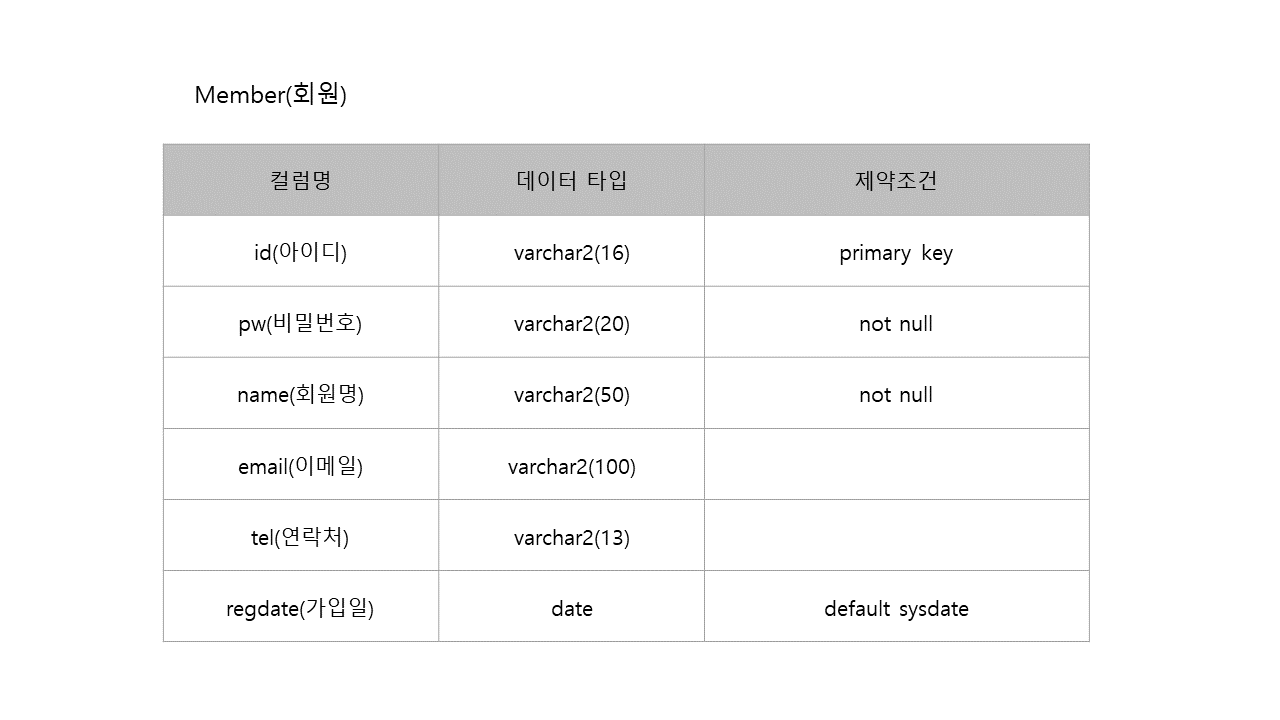 Member(회원)
컬럼명 데이터 타입 제약조건
id(아이디) varchar2(16) primary key
pw(비밀번호) varchar2(20) not null
name(회원명) varchar2(50) not null
email(이메일) varchar2(100)
tel(연락처) varchar2(13)
regdate(가입일) date default sysdate